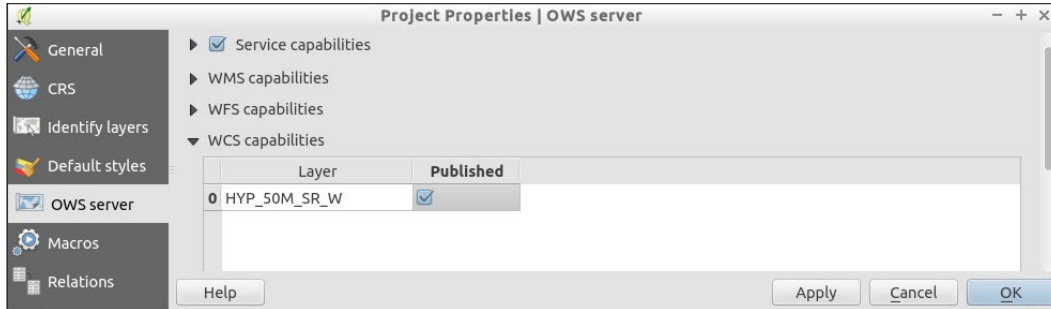 Project Properties | OWS server
General
CRS
Identify layers
Default styles
OWS server
Macros
Relations
Service capabilities
WMS capabilities
WFS capabilities
WCS capabilities
Layer Published
0 HYP_50M_SR_W
Help Apply Cancel OK